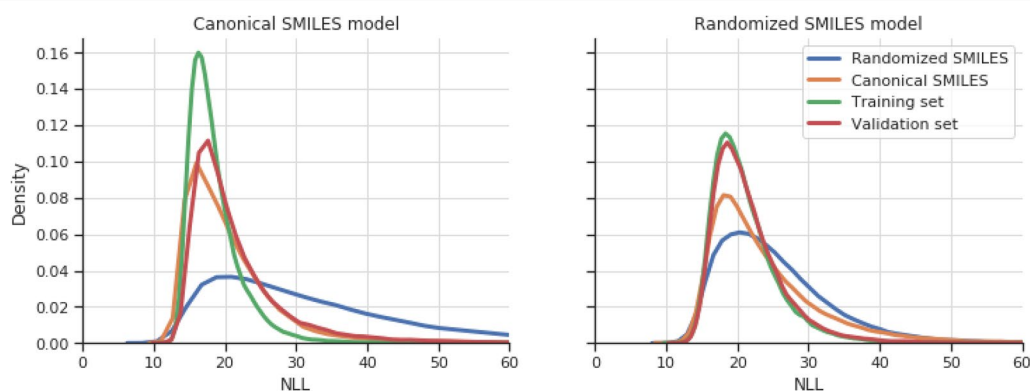 Canonical SMILES model
Randomized SMILES model
0.16
0.14
0.12
0.10
0.08
0.06
0.04
0.02
0.00
Density
0 10 20 30 40 50 60
NLL
Randomized SMILES
Canonical SMILES
Training set
Validation set
0 10 20 30 40 50 60
NLL